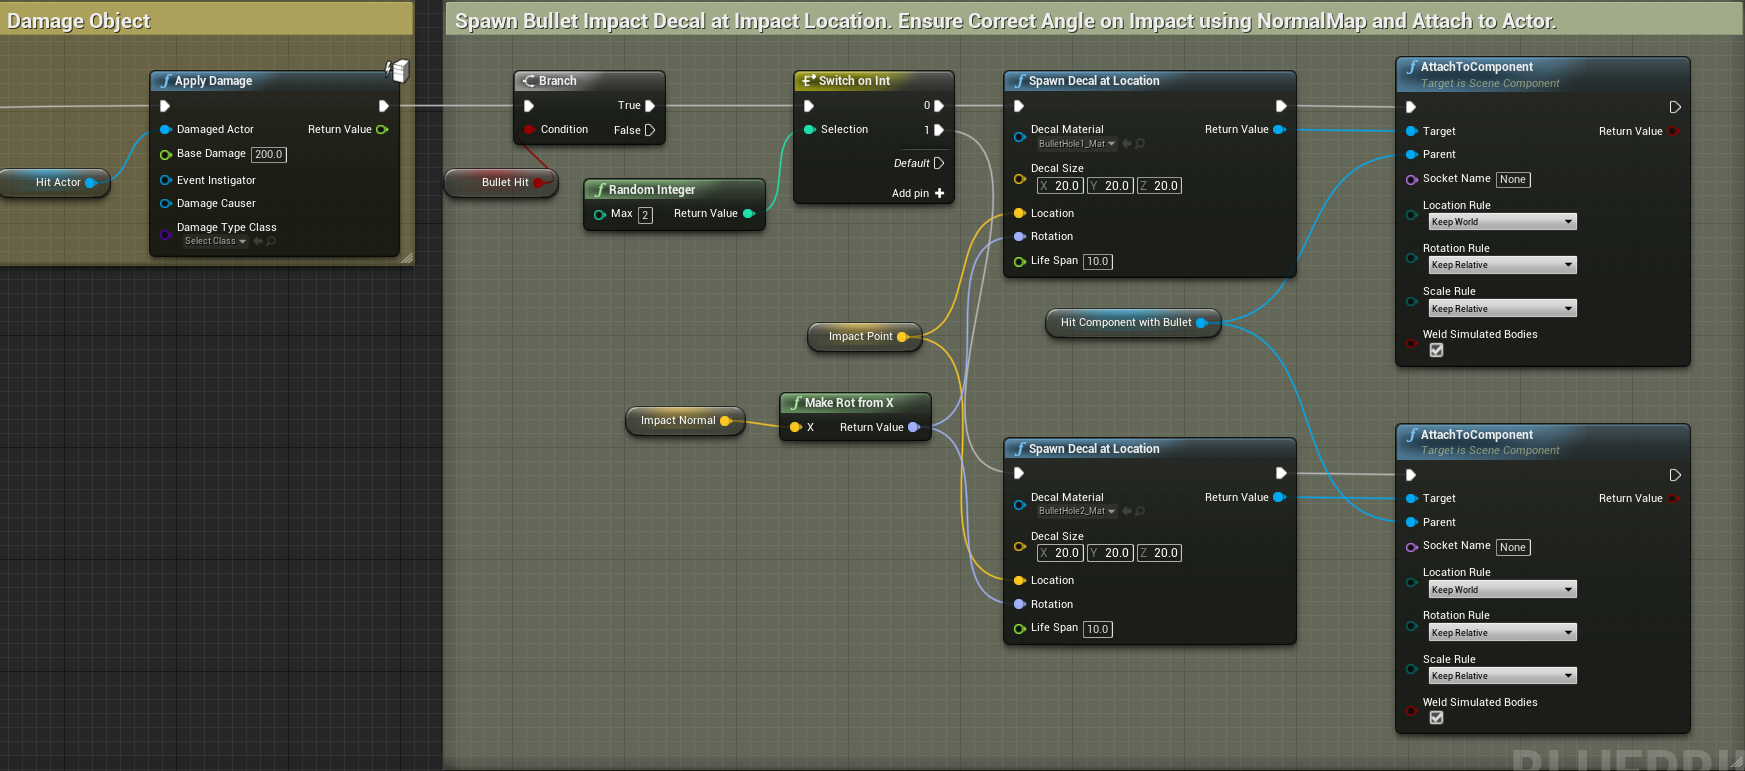 Damage Object
Apply Damage
Damaged Actor
Return Value
Base Damage 200.0
Hit Actor
Event Instigator
Damage Causer
Damage Type Class
Select Class
Spawn Bullet Impact Decal at Impact Location. Ensure Correct Angle on Impact using NormalMap and Attach to Actor.
Branch
True
Condition
False
Bullet Hit
Random Integer
Max 2
Return Value
Switch on Int
0
Selection
1
Default
Add pin
Impact Point
Impact Normal
Make Rot from X
X
Return Value
Spawn Decal at Location
Decal Material
Return Value
BulletHole1_Mat
Decal Size
X 20.0 Y 20.0 Z 20.0
Location
Rotation
Life Span 10.0
Hit Component with Bullet
Spawn Decal at Location
Decal Material
Return Value
BulletHole2_Mat
Decal Size
X 20.0 Y 20.0 Z 20.0
Location
Rotation
Life Span 10.0
AttachToComponent
Target is Scene Component
Target
Return Value
Parent
Socket Name None
Location Rule
Keep World
Rotation Rule
Keep Relative
Scale Rule
Keep Relative
Weld Simulated Bodies
AttachToComponent
Target is Scene Component
Target
Return Value
Parent
Socket Name None
Location Rule
Keep World
Rotation Rule
Keep Relative
Scale Rule
Keep Relative
Weld Simulated Bodies